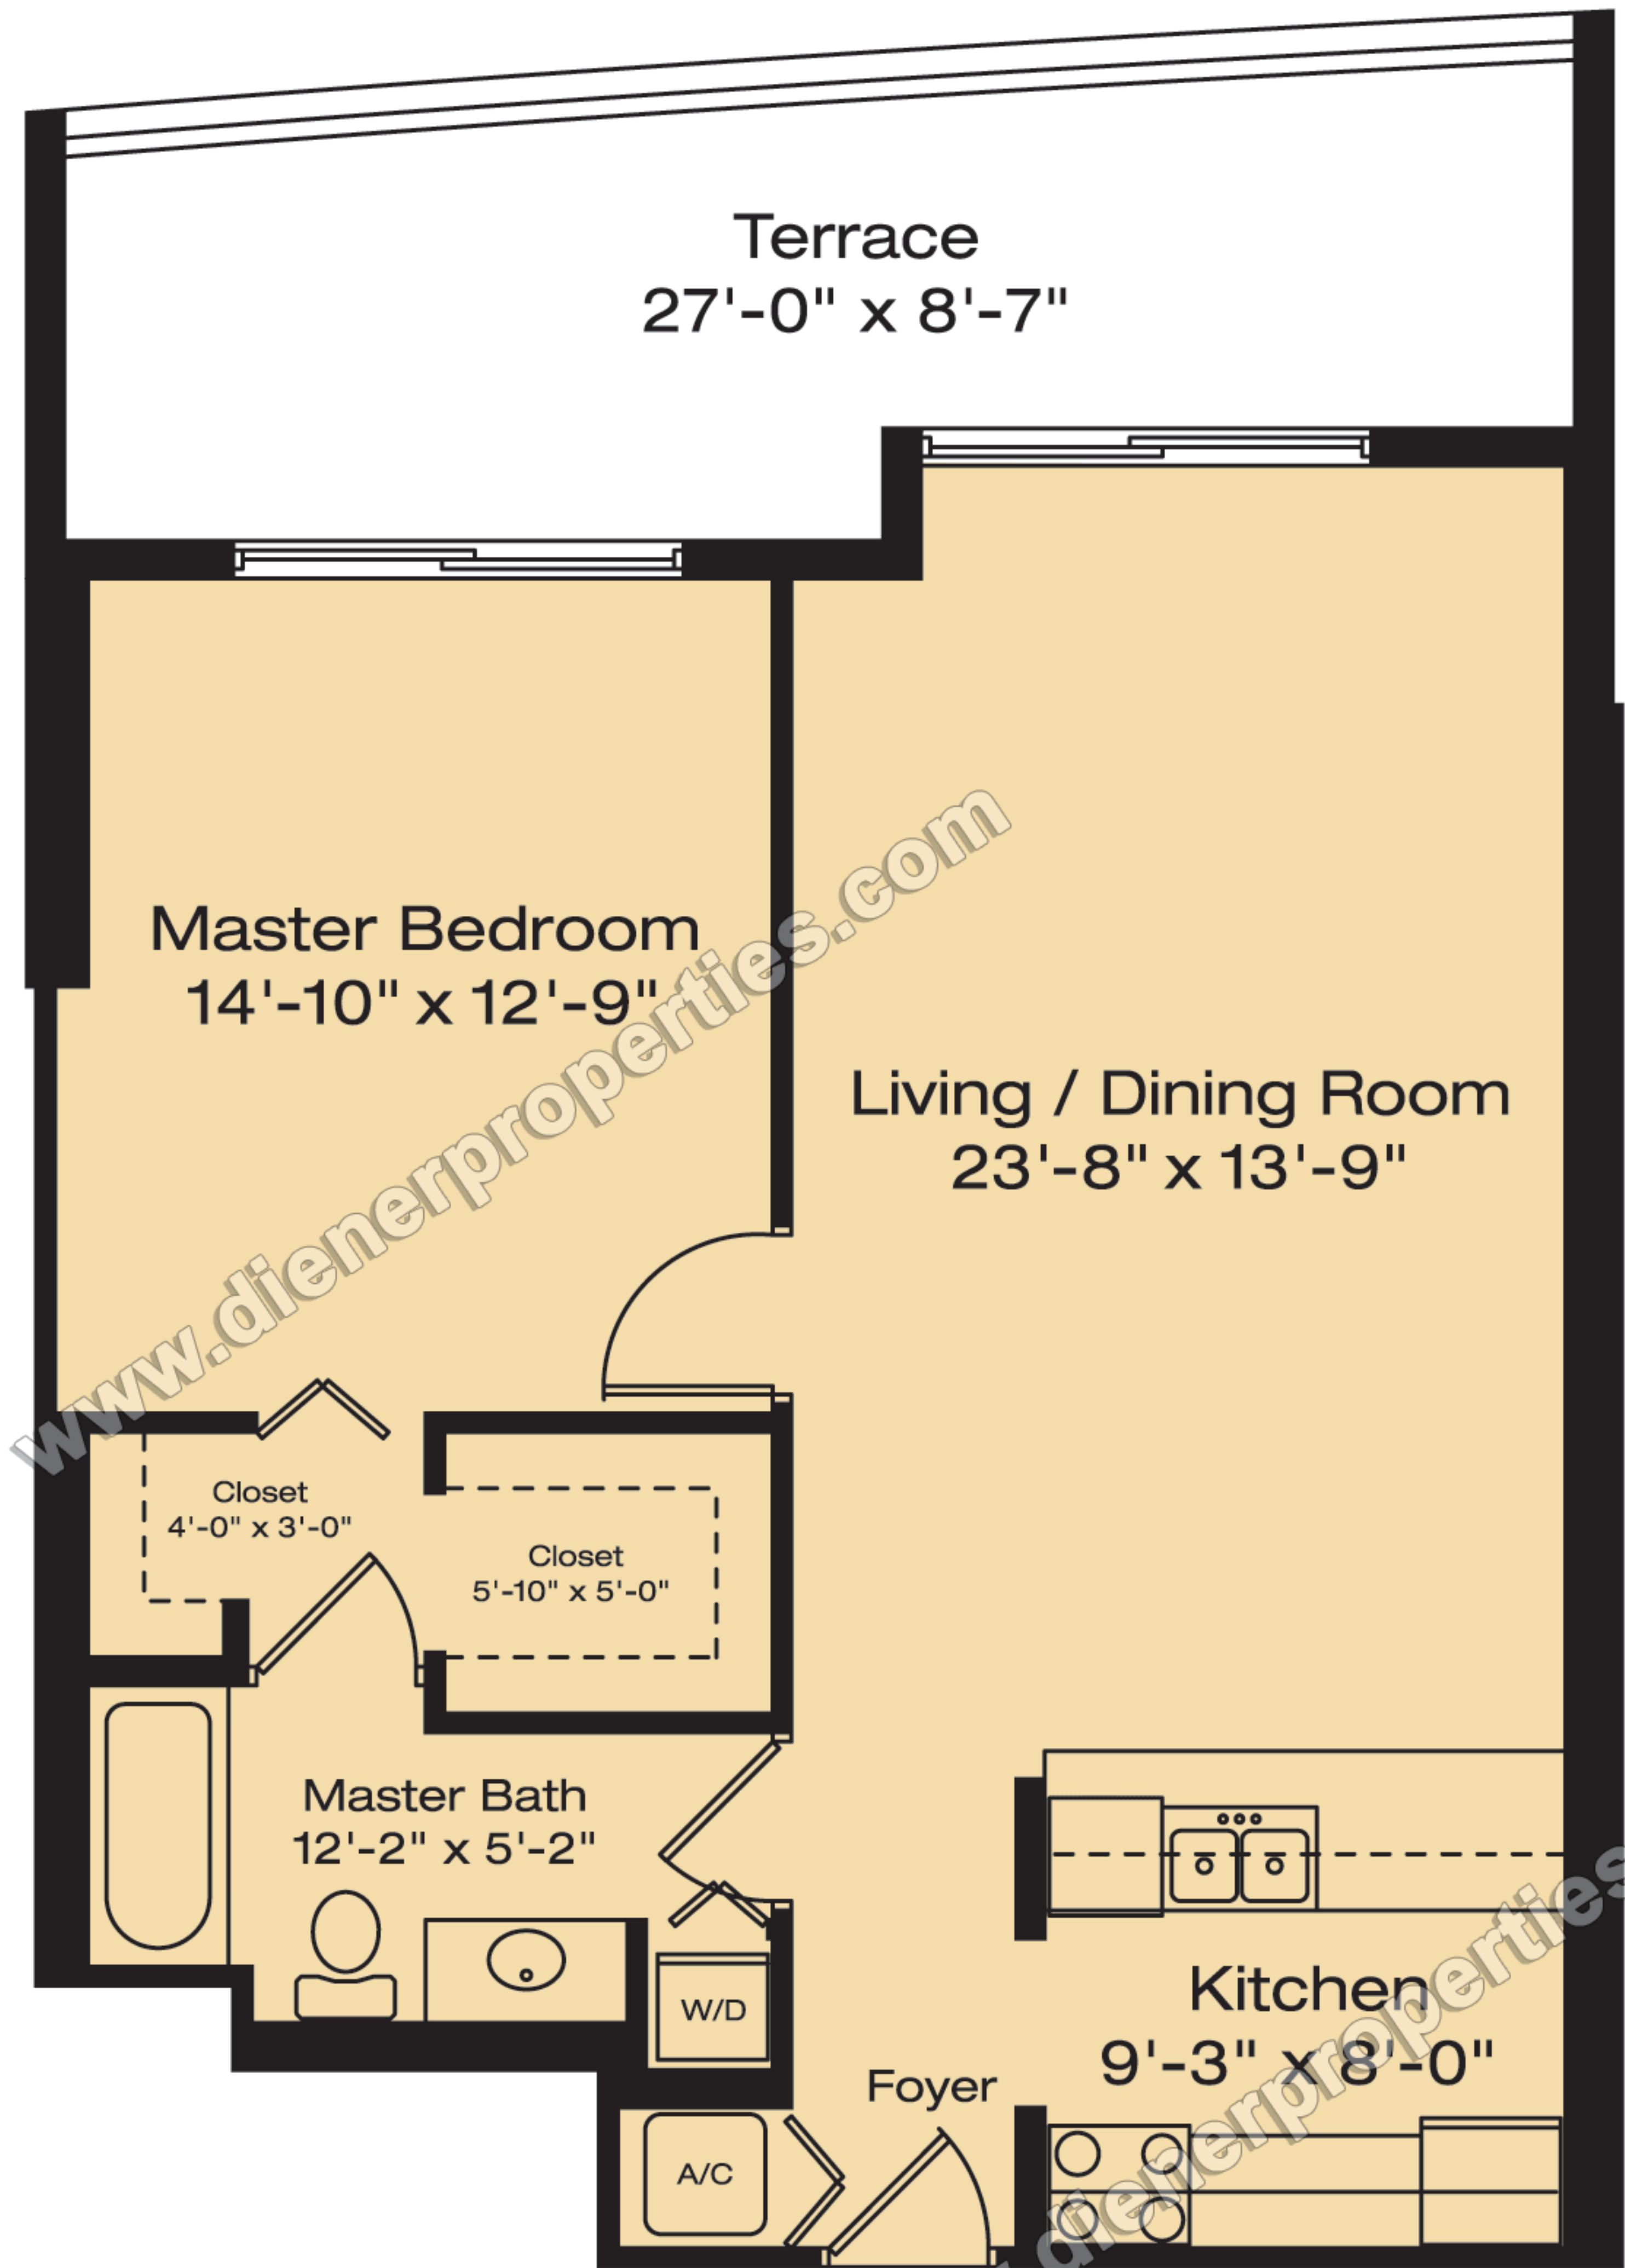 Terrace
27'-0" x 8'-7"
Master Bedroom
14'-10" x 12'-9"
Living / Dining Room
23'-8" x 13'-9"
www.dienerproperties.com
Closet
4'-0" x 3'-0"
Closet
5'-10" x 5'-0"
Master Bath
12'-2" x 5'-2"
W/D
Kitchen
9'-3" x 8'-0"
Foyer
A/C
.dienerproperties